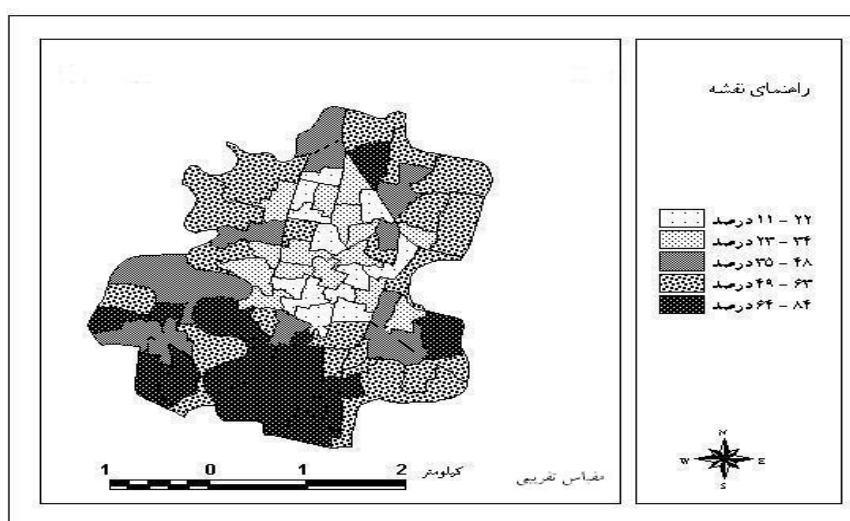 راهنمای نقشه
۱۱ - ۲۲ درصد
۲۳ - ۳۴ درصد
۳۵ - ۴۸ درصد
۴۹ - ۶۳ درصد
۶۴ - ۸۴ درصد
N
W E
S
1 0 1 2 کیلومتر
مقیاس تقریبی